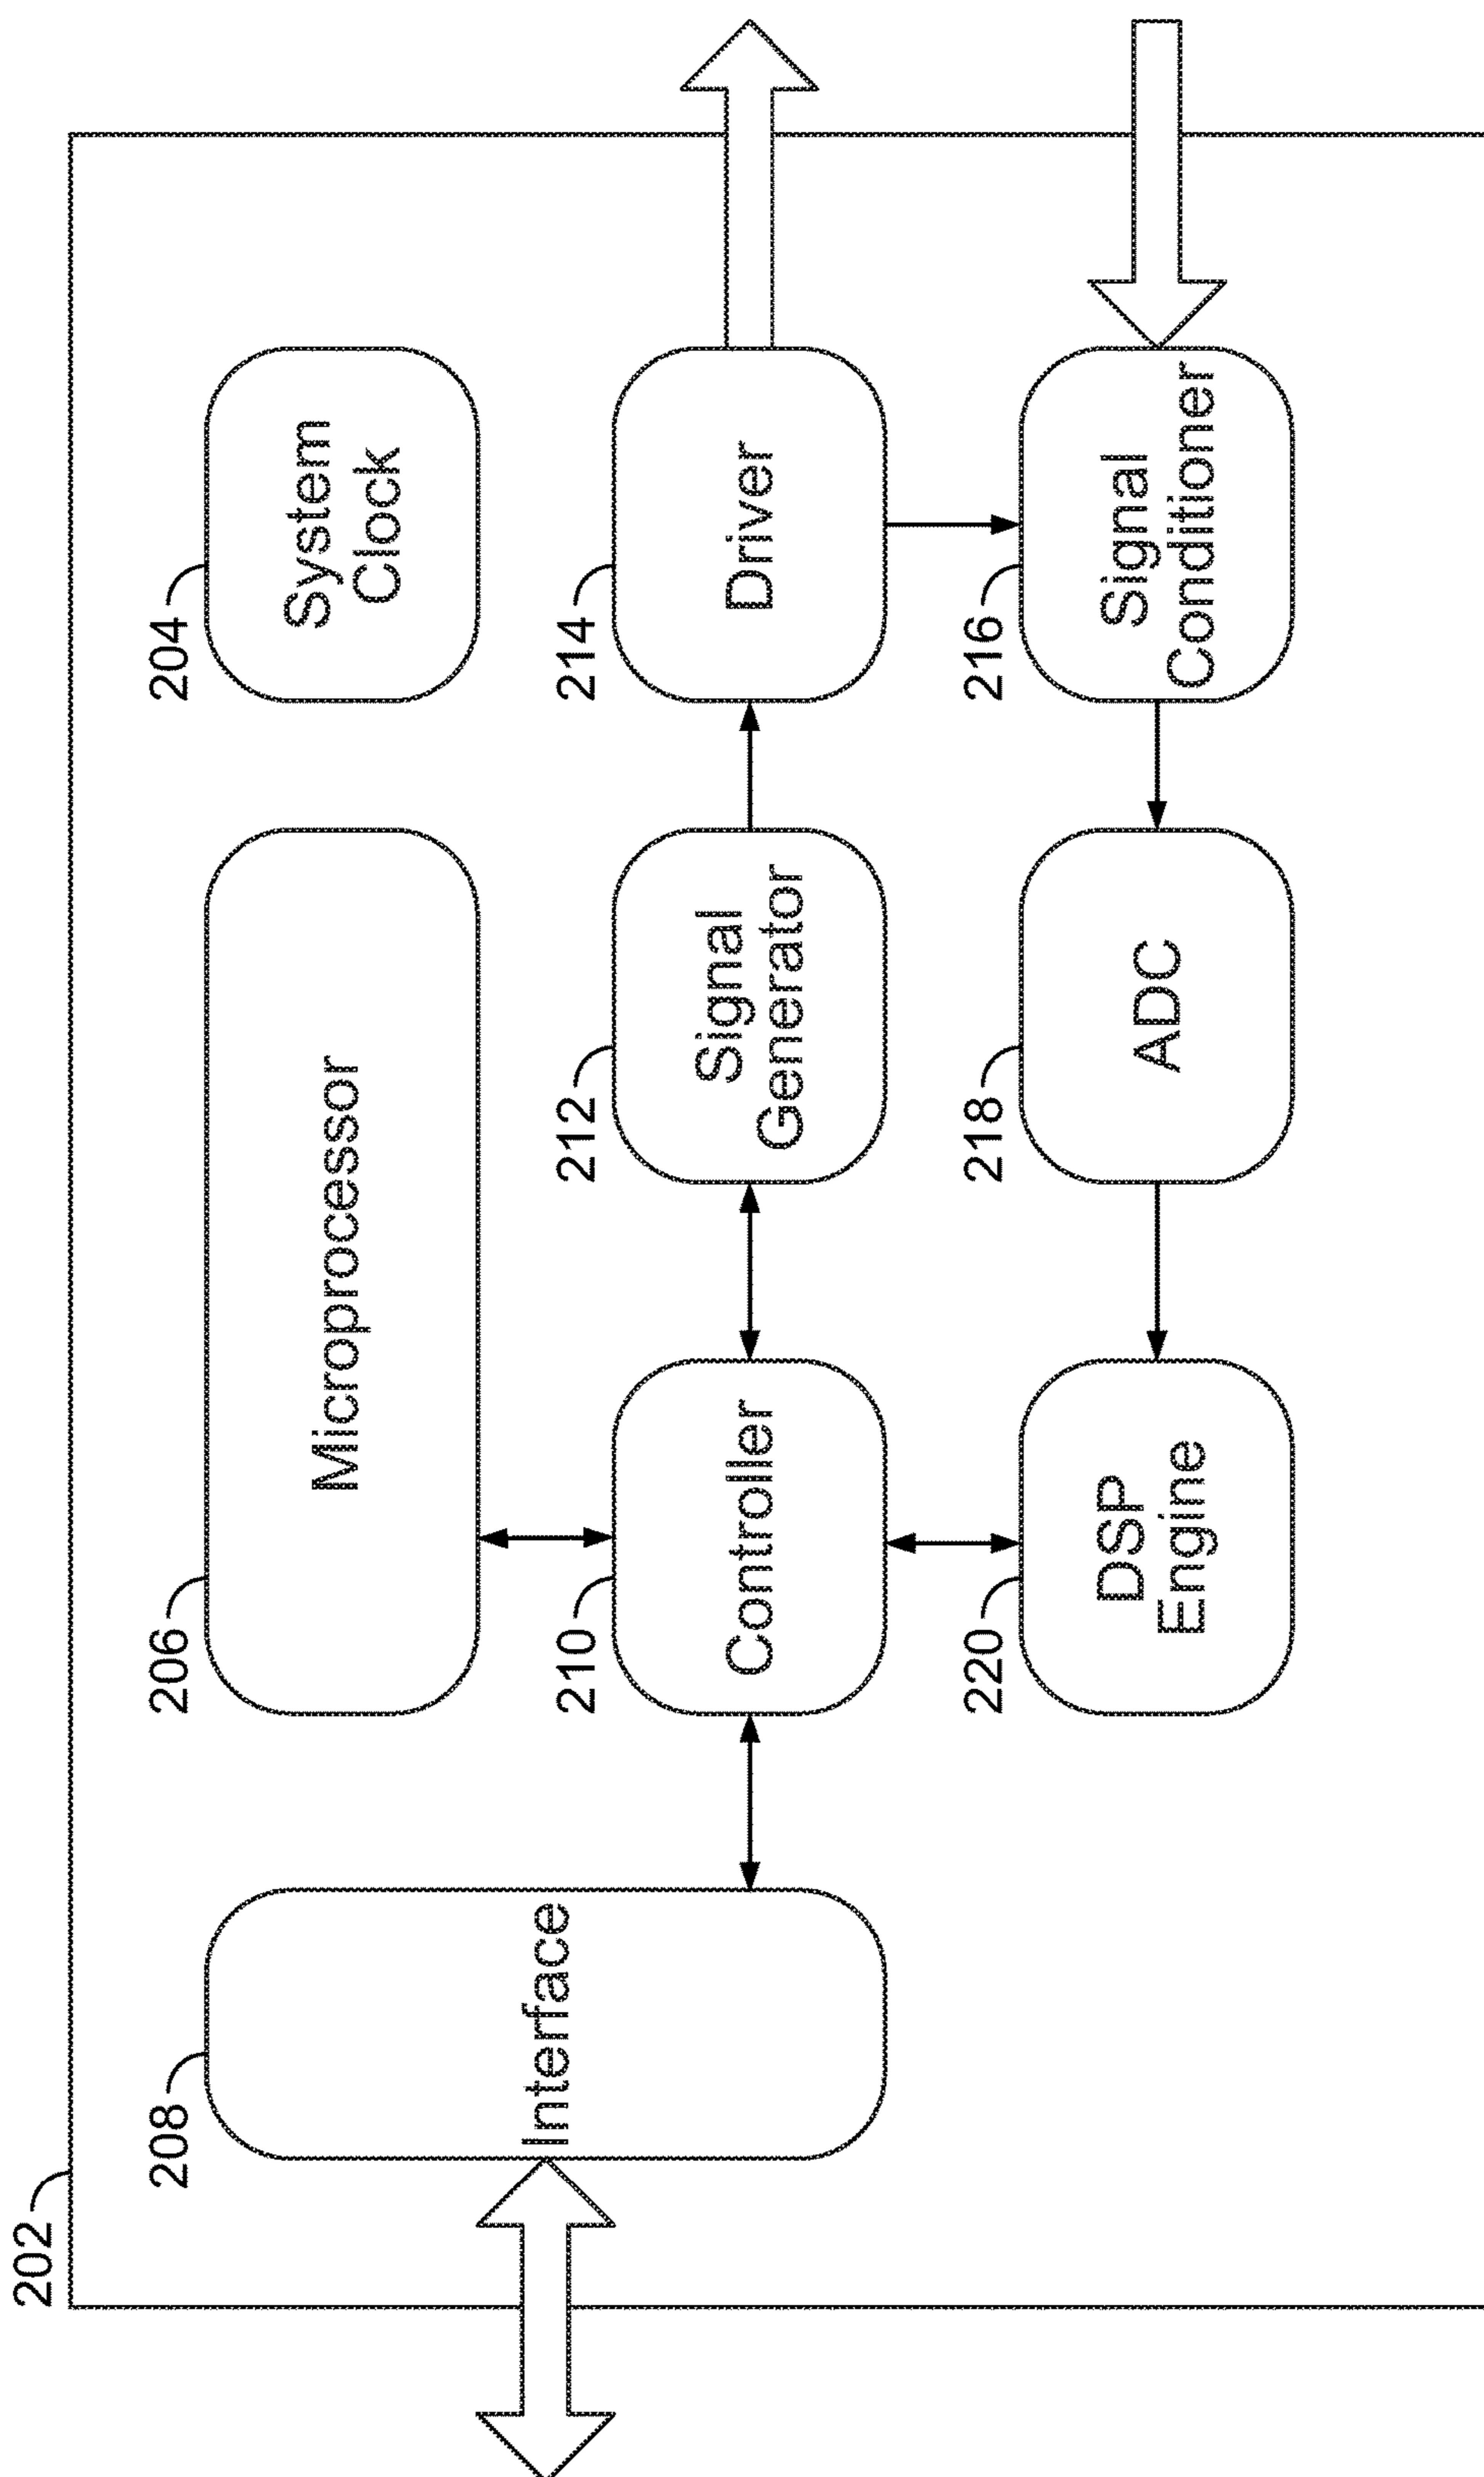 202
208
Interface
206
Microprocessor
204
System
Clock
210
Controller
212
Signal
Generator
214
Driver
220
DSP
Engine
218
ADC
216
Signal
Conditioner